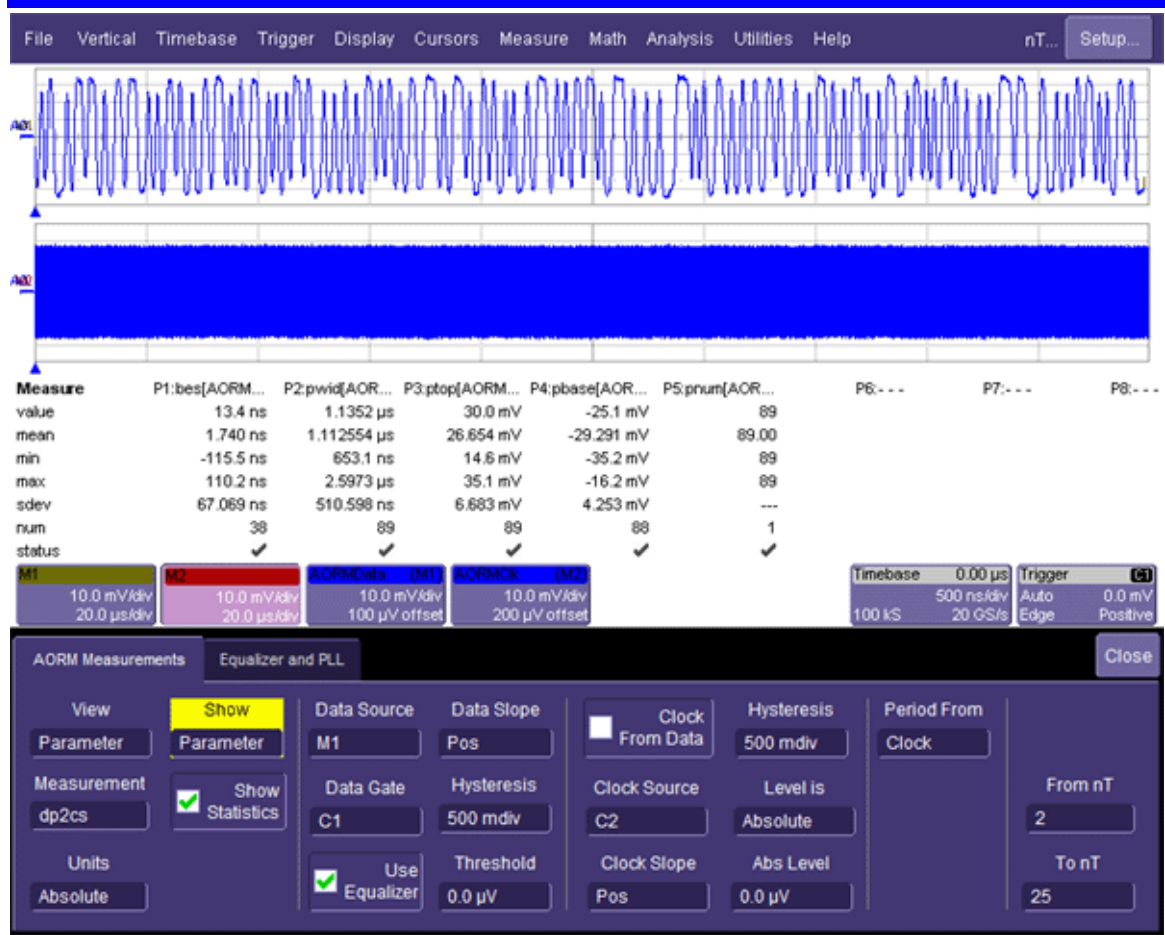 File Vertical Timebase Trigger Display Cursors Measure Math Analysis Utilities Help nT... Setup...
Measure P1:bes[AORM... P2:pwid[AOR... P3:ptop[AORM... P4:pbase[AOR... P5:pnum[AOR... P6:- - - P7:- - - P8:- - -
value 13.4 ns 1.1352 µs 30.0 mV -25.1 mV 89
mean 1.740 ns 1.112554 µs 26.654 mV -29.291 mV 89.00
min -115.5 ns 653.1 ns 14.6 mV -35.2 mV 89
max 110.2 ns 2.5973 µs 35.1 mV -16.2 mV 89
sdev 67.069 ns 510.598 ns 6.683 mV 4.253 mV ---
num 38 89 89 88 1
status
M1 M2 AORMData (M1) AORMClk (M2) Timebase 0.00 µs Trigger C1
10.0 mV/div 10.0 mV/div 10.0 mV/div 10.0 mV/div 500 ns/div Auto 0.0 mV
20.0 µs/div 20.0 µs/div 100 µV offset 200 µV offset 100 kS 20 GS/s Edge Positive
AORM Measurements Equalizer and PLL Close
View Show Data Source Data Slope Clock From Data Hysteresis Period From
Parameter Parameter M1 Pos 500 mdiv Clock
Measurement Show Statistics Data Gate Hysteresis Clock Source Level is From nT
dp2cs C1 500 mdiv C2 Absolute 2
Units Use Equalizer Threshold Clock Slope Abs Level To nT
Absolute 0.0 µV Pos 0.0 µV 25